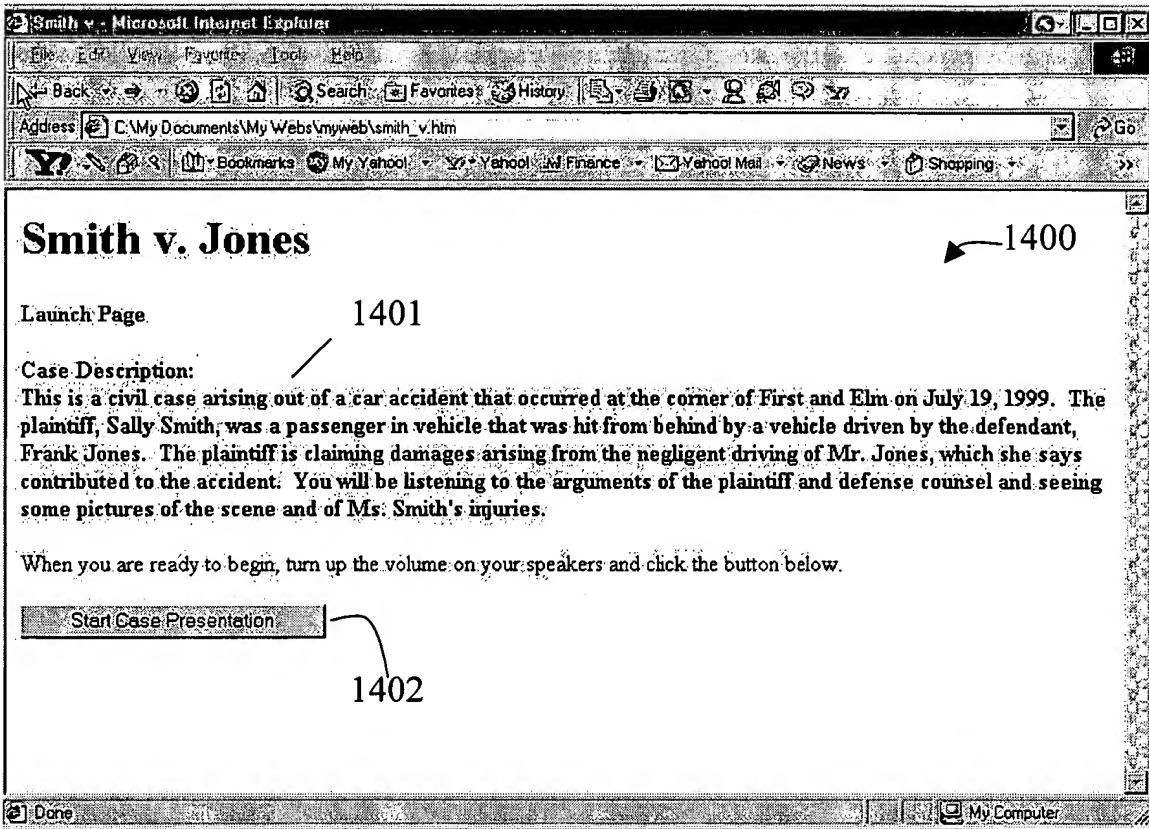 Smith v - Microsoft Internet Explorer
File Edit View Favorites Tools Help
Back Search Favorites History
Address C:\My Documents\My Webs\myweb\smith_v.htm Go
Y! Bookmarks My Yahoo! Yahoo! Finance Yahoo! Mail News Shopping >>
Smith v. Jones
1400
Launch Page
1401
Case Description:
This is a civil case arising out of a car accident that occurred at the corner of First and Elm on July 19, 1999. The
plaintiff, Sally Smith, was a passenger in vehicle that was hit from behind by a vehicle driven by the defendant,
Frank Jones. The plaintiff is claiming damages arising from the negligent driving of Mr. Jones, which she says
contributed to the accident. You will be listening to the arguments of the plaintiff and defense counsel and seeing
some pictures of the scene and of Ms. Smith's injuries.
When you are ready to begin, turn up the volume on your speakers and click the button below.
Start Case Presentation
1402
Done My Computer